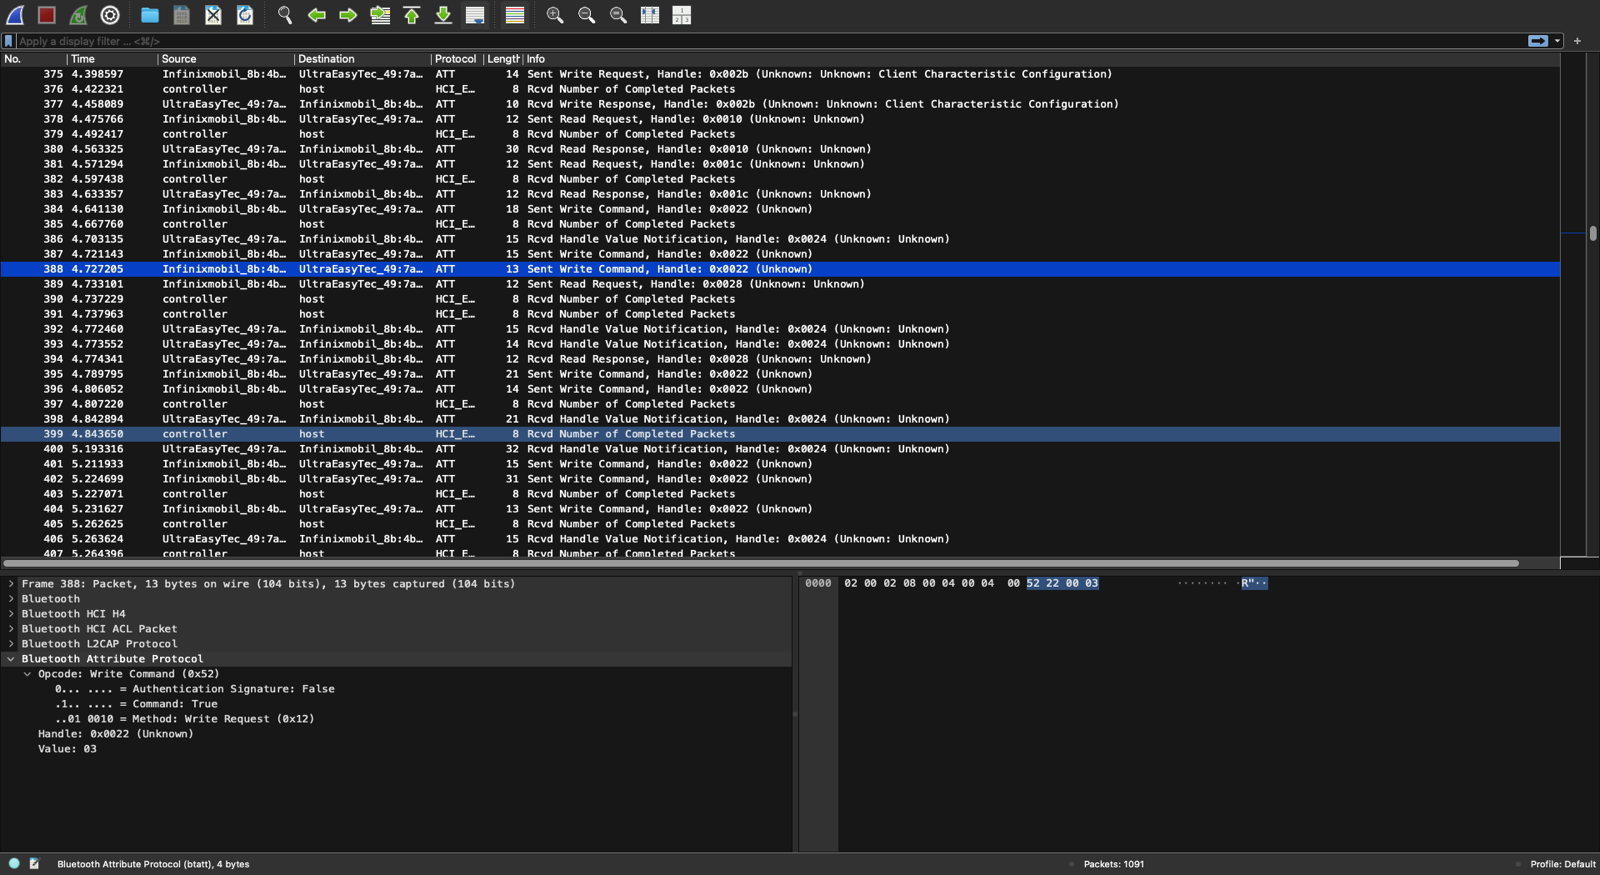 Apply a display filter ... <⌘/>
No. Time Source Destination Protocol Length Info
375 4.398597 Infinixmobil_8b:4b… UltraEasyTec_49:7a… ATT 14 Sent Write Request, Handle: 0x002b (Unknown: Unknown: Client Characteristic Configuration)
376 4.422321 controller host HCI_E… 8 Rcvd Number of Completed Packets
377 4.458089 UltraEasyTec_49:7a… Infinixmobil_8b:4b… ATT 10 Rcvd Write Response, Handle: 0x002b (Unknown: Unknown: Client Characteristic Configuration)
378 4.475766 Infinixmobil_8b:4b… UltraEasyTec_49:7a… ATT 12 Sent Read Request, Handle: 0x0010 (Unknown: Unknown)
379 4.492417 controller host HCI_E… 8 Rcvd Number of Completed Packets
380 4.563325 UltraEasyTec_49:7a… Infinixmobil_8b:4b… ATT 30 Rcvd Read Response, Handle: 0x0010 (Unknown: Unknown)
381 4.571294 Infinixmobil_8b:4b… UltraEasyTec_49:7a… ATT 12 Sent Read Request, Handle: 0x001c (Unknown: Unknown)
382 4.597438 controller host HCI_E… 8 Rcvd Number of Completed Packets
383 4.633357 UltraEasyTec_49:7a… Infinixmobil_8b:4b… ATT 12 Rcvd Read Response, Handle: 0x001c (Unknown: Unknown)
384 4.641130 Infinixmobil_8b:4b… UltraEasyTec_49:7a… ATT 18 Sent Write Command, Handle: 0x0022 (Unknown)
385 4.667760 controller host HCI_E… 8 Rcvd Number of Completed Packets
386 4.703135 UltraEasyTec_49:7a… Infinixmobil_8b:4b… ATT 15 Rcvd Handle Value Notification, Handle: 0x0024 (Unknown: Unknown)
387 4.721143 Infinixmobil_8b:4b… UltraEasyTec_49:7a… ATT 15 Sent Write Command, Handle: 0x0022 (Unknown)
388 4.727205 Infinixmobil_8b:4b… UltraEasyTec_49:7a… ATT 13 Sent Write Command, Handle: 0x0022 (Unknown)
389 4.733101 Infinixmobil_8b:4b… UltraEasyTec_49:7a… ATT 12 Sent Read Request, Handle: 0x0028 (Unknown: Unknown)
390 4.737229 controller host HCI_E… 8 Rcvd Number of Completed Packets
391 4.737963 controller host HCI_E… 8 Rcvd Number of Completed Packets
392 4.772460 UltraEasyTec_49:7a… Infinixmobil_8b:4b… ATT 15 Rcvd Handle Value Notification, Handle: 0x0024 (Unknown: Unknown)
393 4.773552 UltraEasyTec_49:7a… Infinixmobil_8b:4b… ATT 14 Rcvd Handle Value Notification, Handle: 0x0024 (Unknown: Unknown)
394 4.774341 UltraEasyTec_49:7a… Infinixmobil_8b:4b… ATT 12 Rcvd Read Response, Handle: 0x0028 (Unknown: Unknown)
395 4.789795 Infinixmobil_8b:4b… UltraEasyTec_49:7a… ATT 21 Sent Write Command, Handle: 0x0022 (Unknown)
396 4.806052 Infinixmobil_8b:4b… UltraEasyTec_49:7a… ATT 14 Sent Write Command, Handle: 0x0022 (Unknown)
397 4.807220 controller host HCI_E… 8 Rcvd Number of Completed Packets
398 4.842894 UltraEasyTec_49:7a… Infinixmobil_8b:4b… ATT 21 Rcvd Handle Value Notification, Handle: 0x0024 (Unknown: Unknown)
399 4.843650 controller host HCI_E… 8 Rcvd Number of Completed Packets
400 5.193316 UltraEasyTec_49:7a… Infinixmobil_8b:4b… ATT 32 Rcvd Handle Value Notification, Handle: 0x0024 (Unknown: Unknown)
401 5.211933 Infinixmobil_8b:4b… UltraEasyTec_49:7a… ATT 15 Sent Write Command, Handle: 0x0022 (Unknown)
402 5.224699 Infinixmobil_8b:4b… UltraEasyTec_49:7a… ATT 31 Sent Write Command, Handle: 0x0022 (Unknown)
403 5.227071 controller host HCI_E… 8 Rcvd Number of Completed Packets
404 5.231627 Infinixmobil_8b:4b… UltraEasyTec_49:7a… ATT 13 Sent Write Command, Handle: 0x0022 (Unknown)
405 5.262625 controller host HCI_E… 8 Rcvd Number of Completed Packets
406 5.263624 UltraEasyTec_49:7a… Infinixmobil_8b:4b… ATT 15 Rcvd Handle Value Notification, Handle: 0x0024 (Unknown: Unknown)
407 5.264396 controller host HCI_E… 8 Rcvd Number of Completed Packets
Frame 388: Packet, 13 bytes on wire (104 bits), 13 bytes captured (104 bits)
Bluetooth
Bluetooth HCI H4
Bluetooth HCI ACL Packet
Bluetooth L2CAP Protocol
Bluetooth Attribute Protocol
Opcode: Write Command (0x52)
0... .... = Authentication Signature: False
.1.. .... = Command: True
..01 0010 = Method: Write Request (0x12)
Handle: 0x0022 (Unknown)
Value: 03
0000 02 00 02 08 00 04 00 04 00 52 22 00 03 ········ ·R"··
Bluetooth Attribute Protocol (btatt), 4 bytes
Packets: 1091
Profile: Default